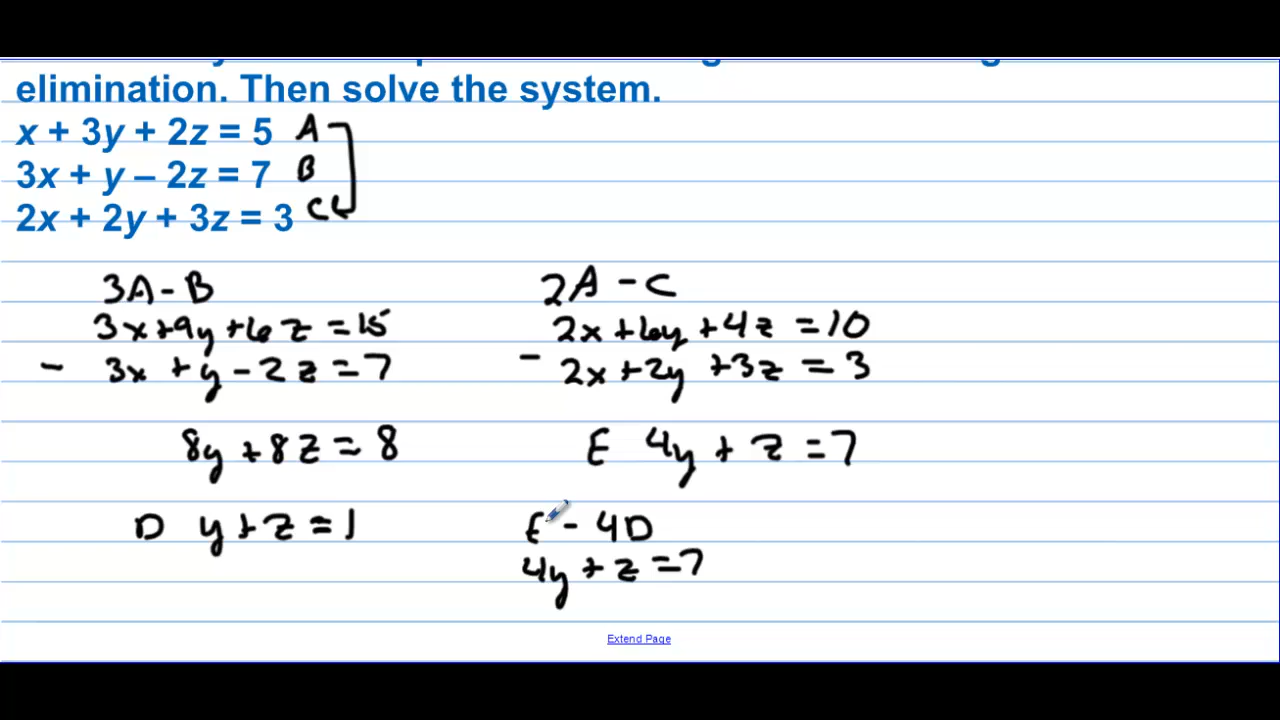 elimination. Then solve the system.
x + 3y + 2z = 5 A
3x + y – 2z = 7 B
2x + 2y + 3z = 3 C
3A - B
3x + 9y + 6z = 15
- 3x + y - 2z = 7
8y + 8z = 8
D y + z = 1
2A - C
2x + 6y + 4z = 10
- 2x + 2y + 3z = 3
E 4y + z = 7
E - 4D
4y + z = 7
Extend Page